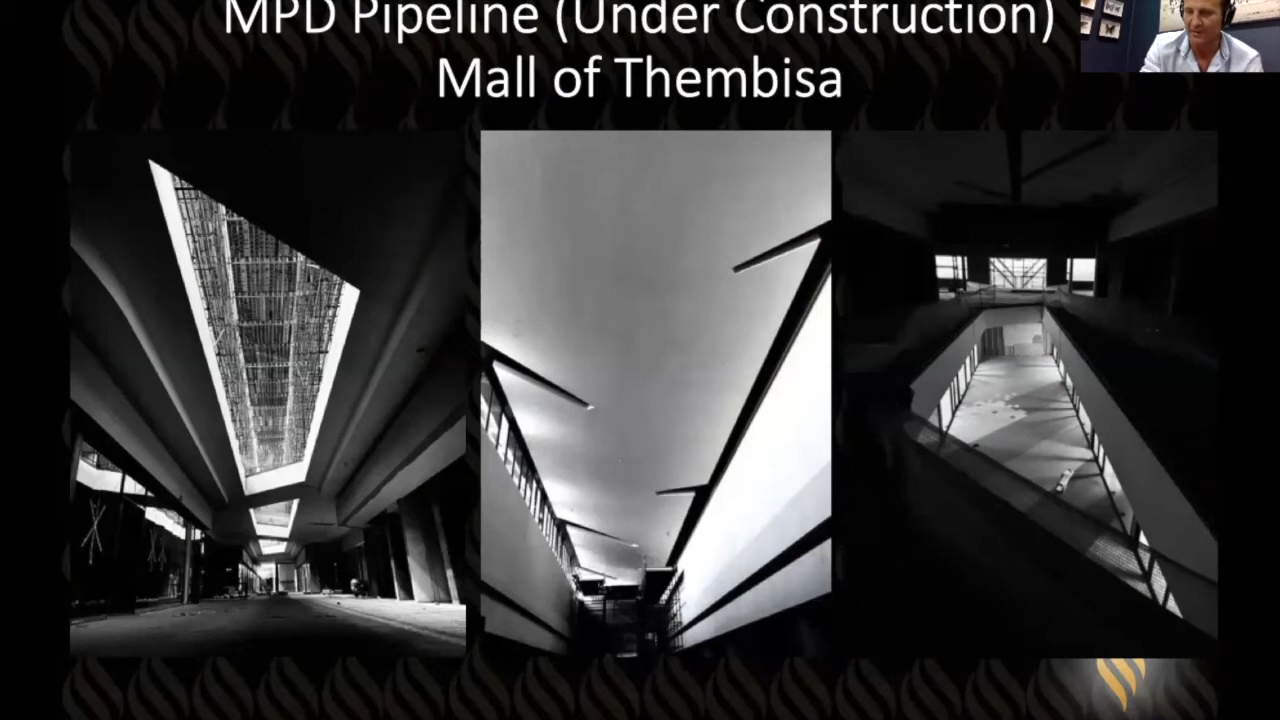 MPD Pipeline (Under Construction)
Mall of Thembisa